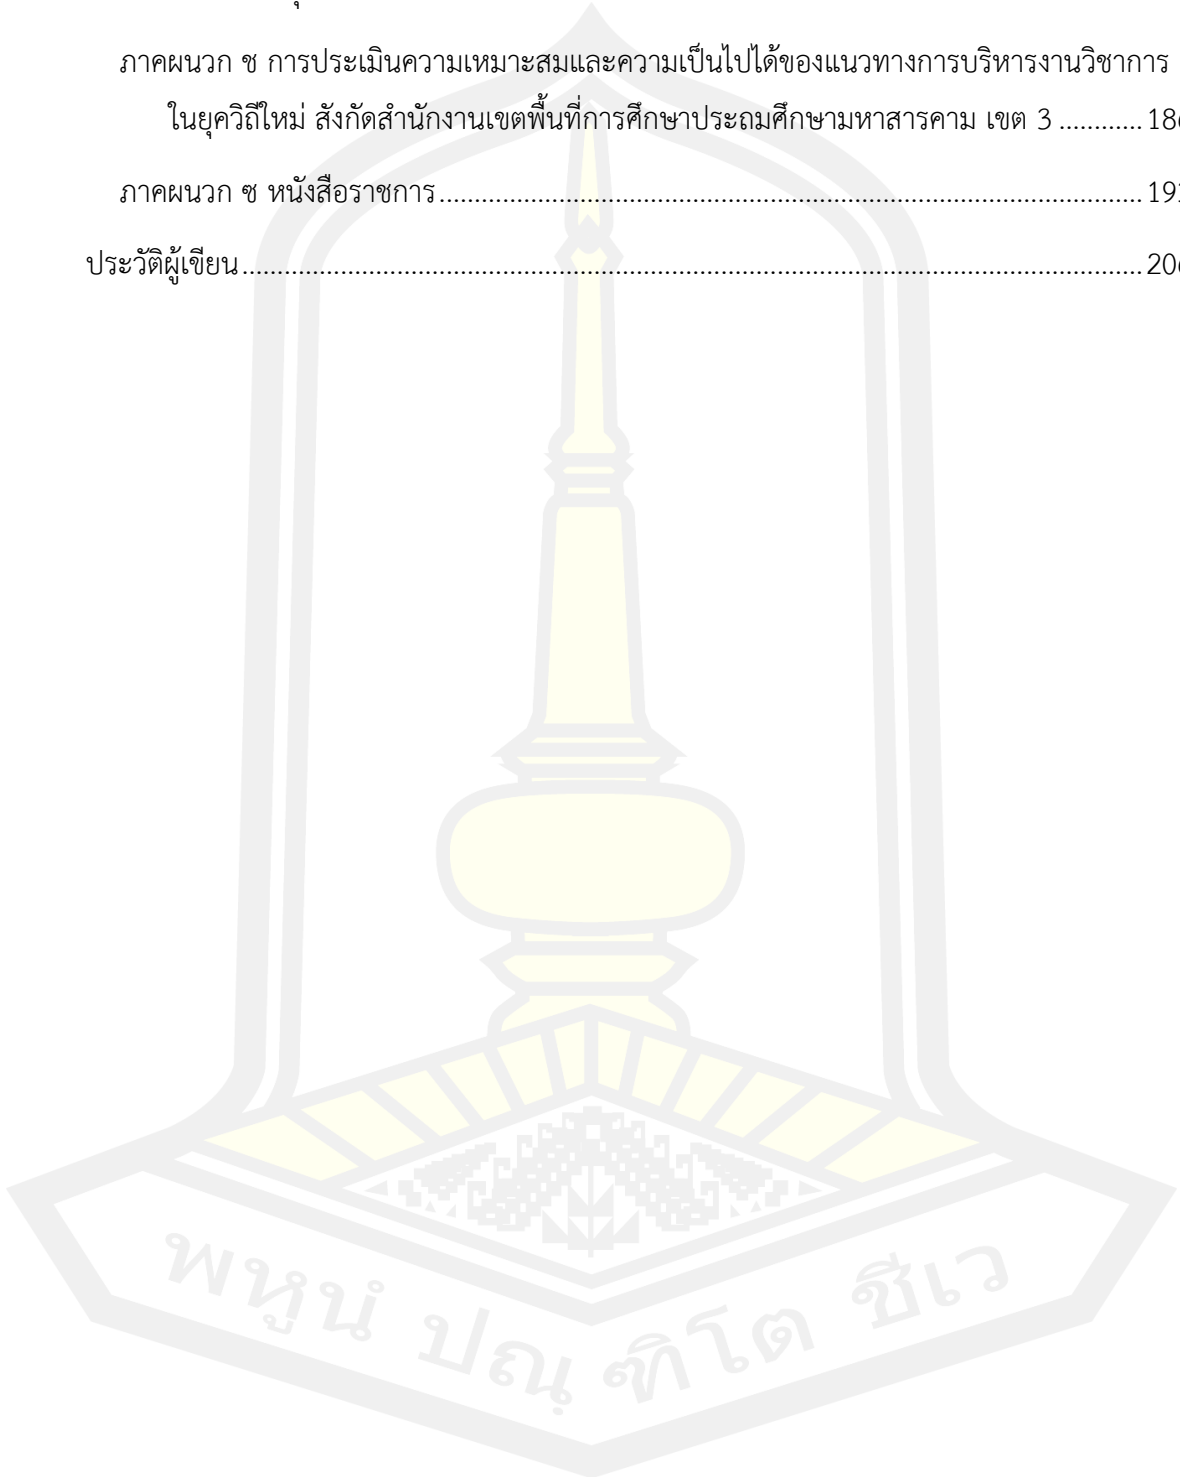 ภาคผนวก ช การประเมินความเหมาะสมและความเป็นไปได้ของแนวทางการบริหารงานวิชาการ
ในยุควิถีใหม่ สังกัดสำนักงานเขตพื้นที่การศึกษาประถมศึกษามหาสารคาม เขต 3 ............ 186
ภาคผนวก ซ หนังสือราชการ ............
ประวัติผู้เขียน ............ 206
พหูนํ ปณฺฑิโต ชีเว